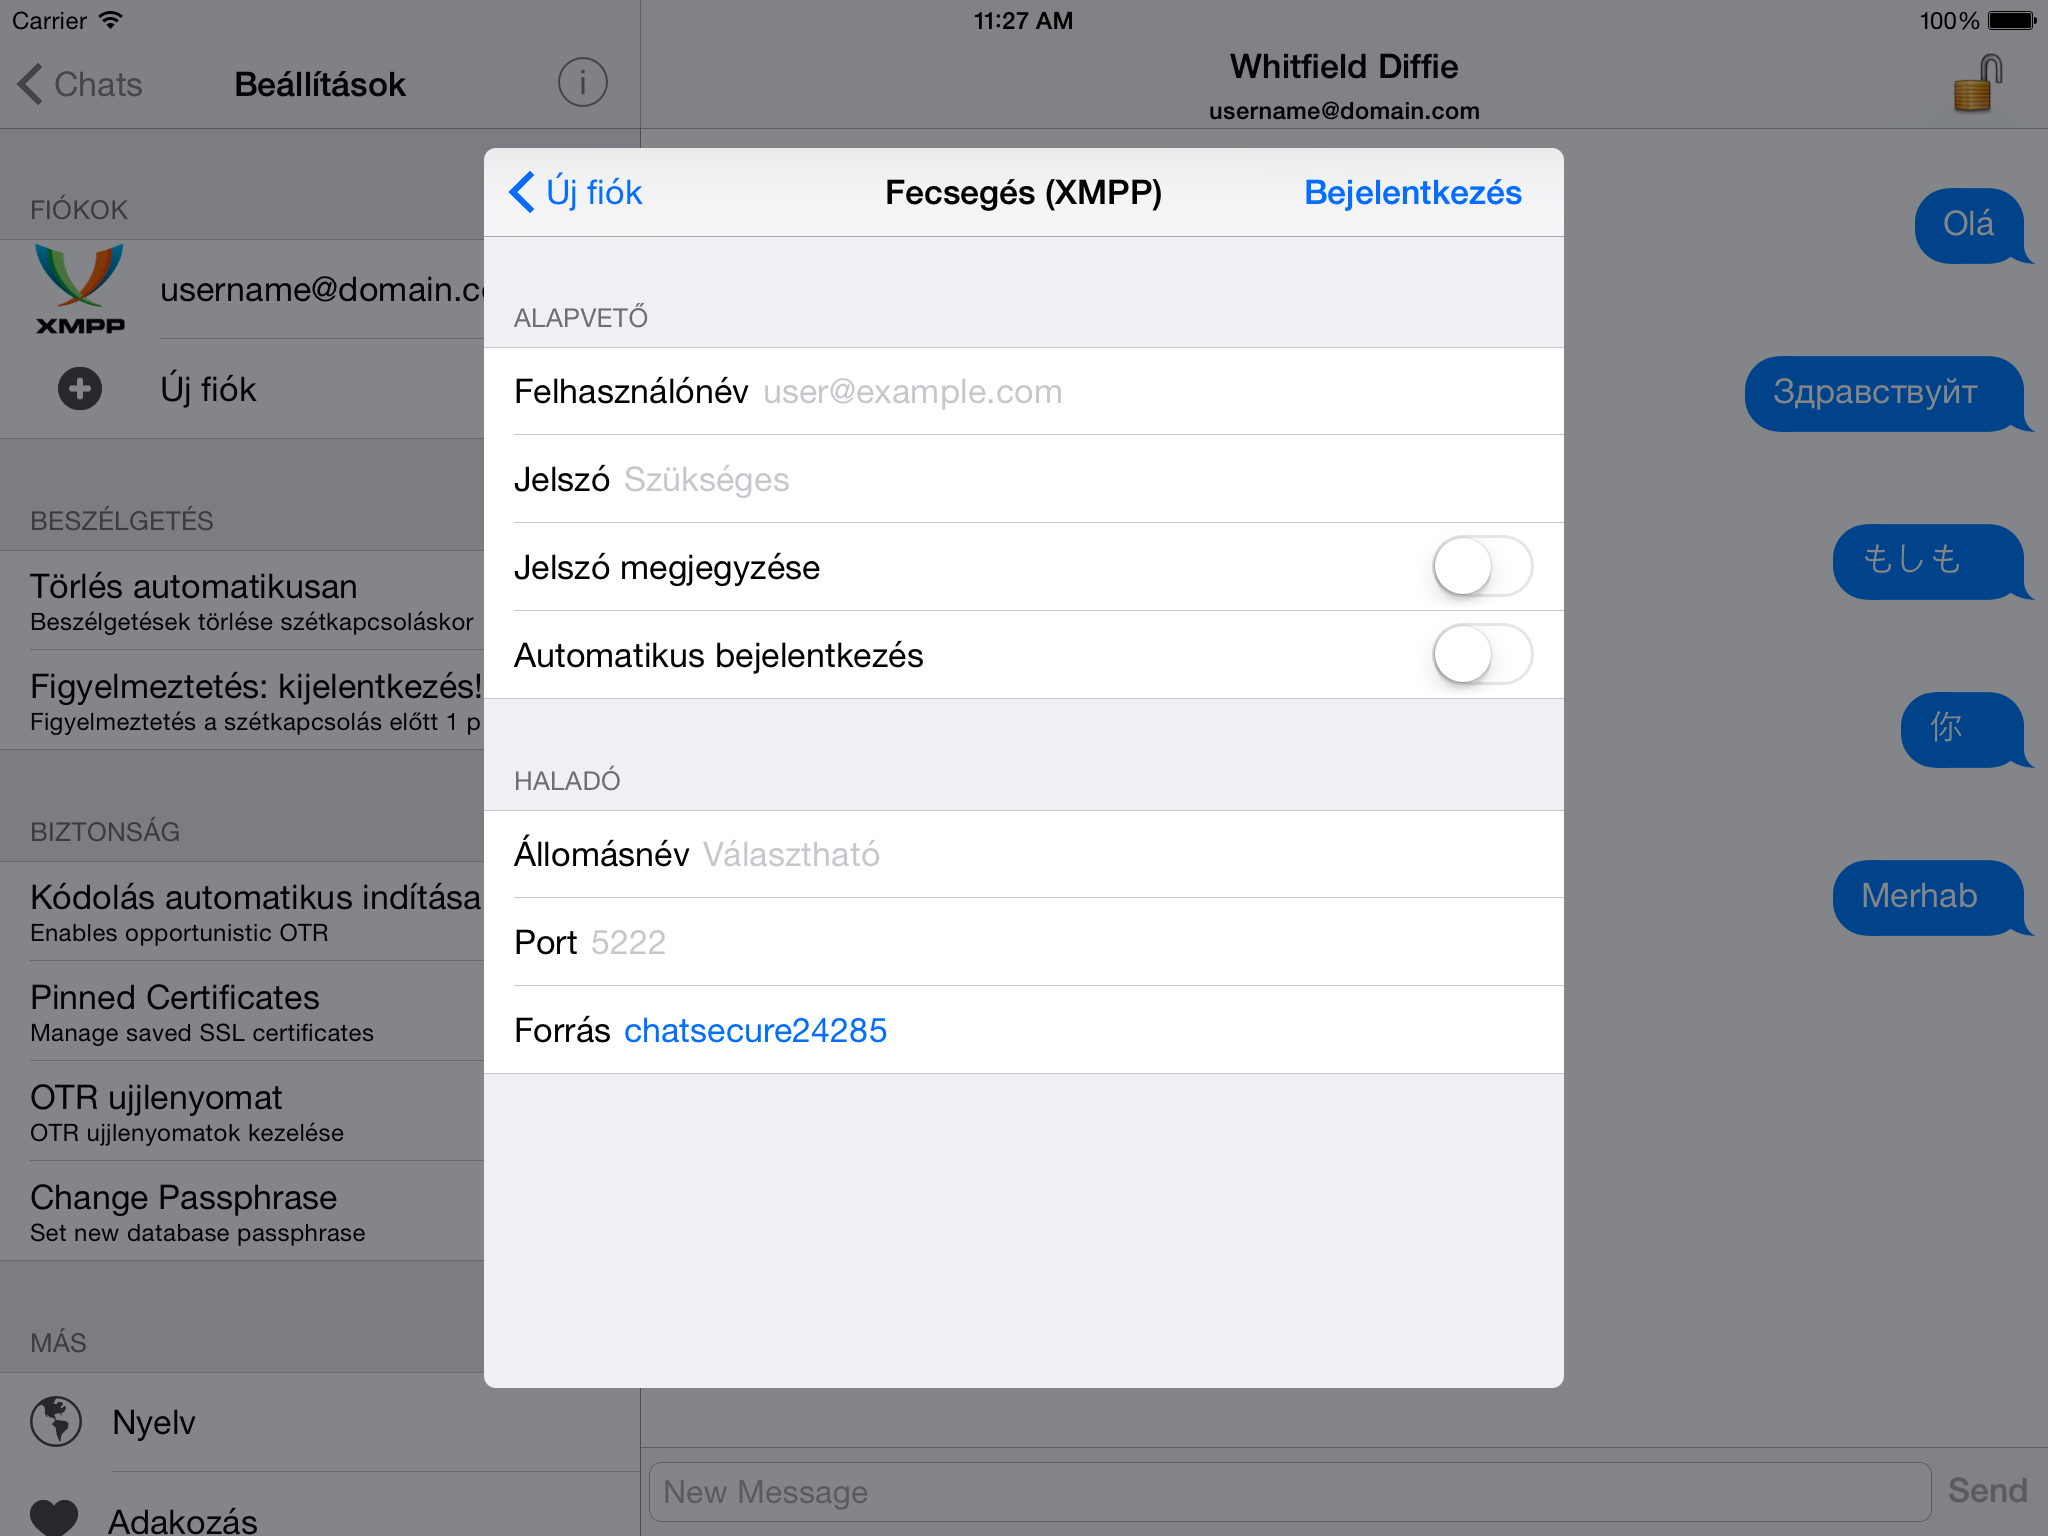 Carrier
11:27 AM
100%
Chats
Beállítások
i
Whitfield Diffie
username@domain.com
FIÓKOK
XMPP
username@domain.c
Új fiók
BESZÉLGETÉS
Törlés automatikusan
Beszélgetések törlése szétkapcsoláskor
Figyelmeztetés: kijelentkezés!
Figyelmeztetés a szétkapcsolás előtt 1 p
BIZTONSÁG
Kódolás automatikus indítása
Enables opportunistic OTR
Pinned Certificates
Manage saved SSL certificates
OTR ujjlenyomat
OTR ujjlenyomatok kezelése
Change Passphrase
Set new database passphrase
MÁS
Nyelv
Adakozás
Új fiók
Fecsegés (XMPP)
Bejelentkezés
ALAPVETŐ
Felhasználónév user@example.com
Jelszó Szükséges
Jelszó megjegyzése
Automatikus bejelentkezés
HALADÓ
Állomásnév Választható
Port 5222
Forrás chatsecure24285
Olá
Здравствуйт
もしも
你
Merhab
New Message
Send